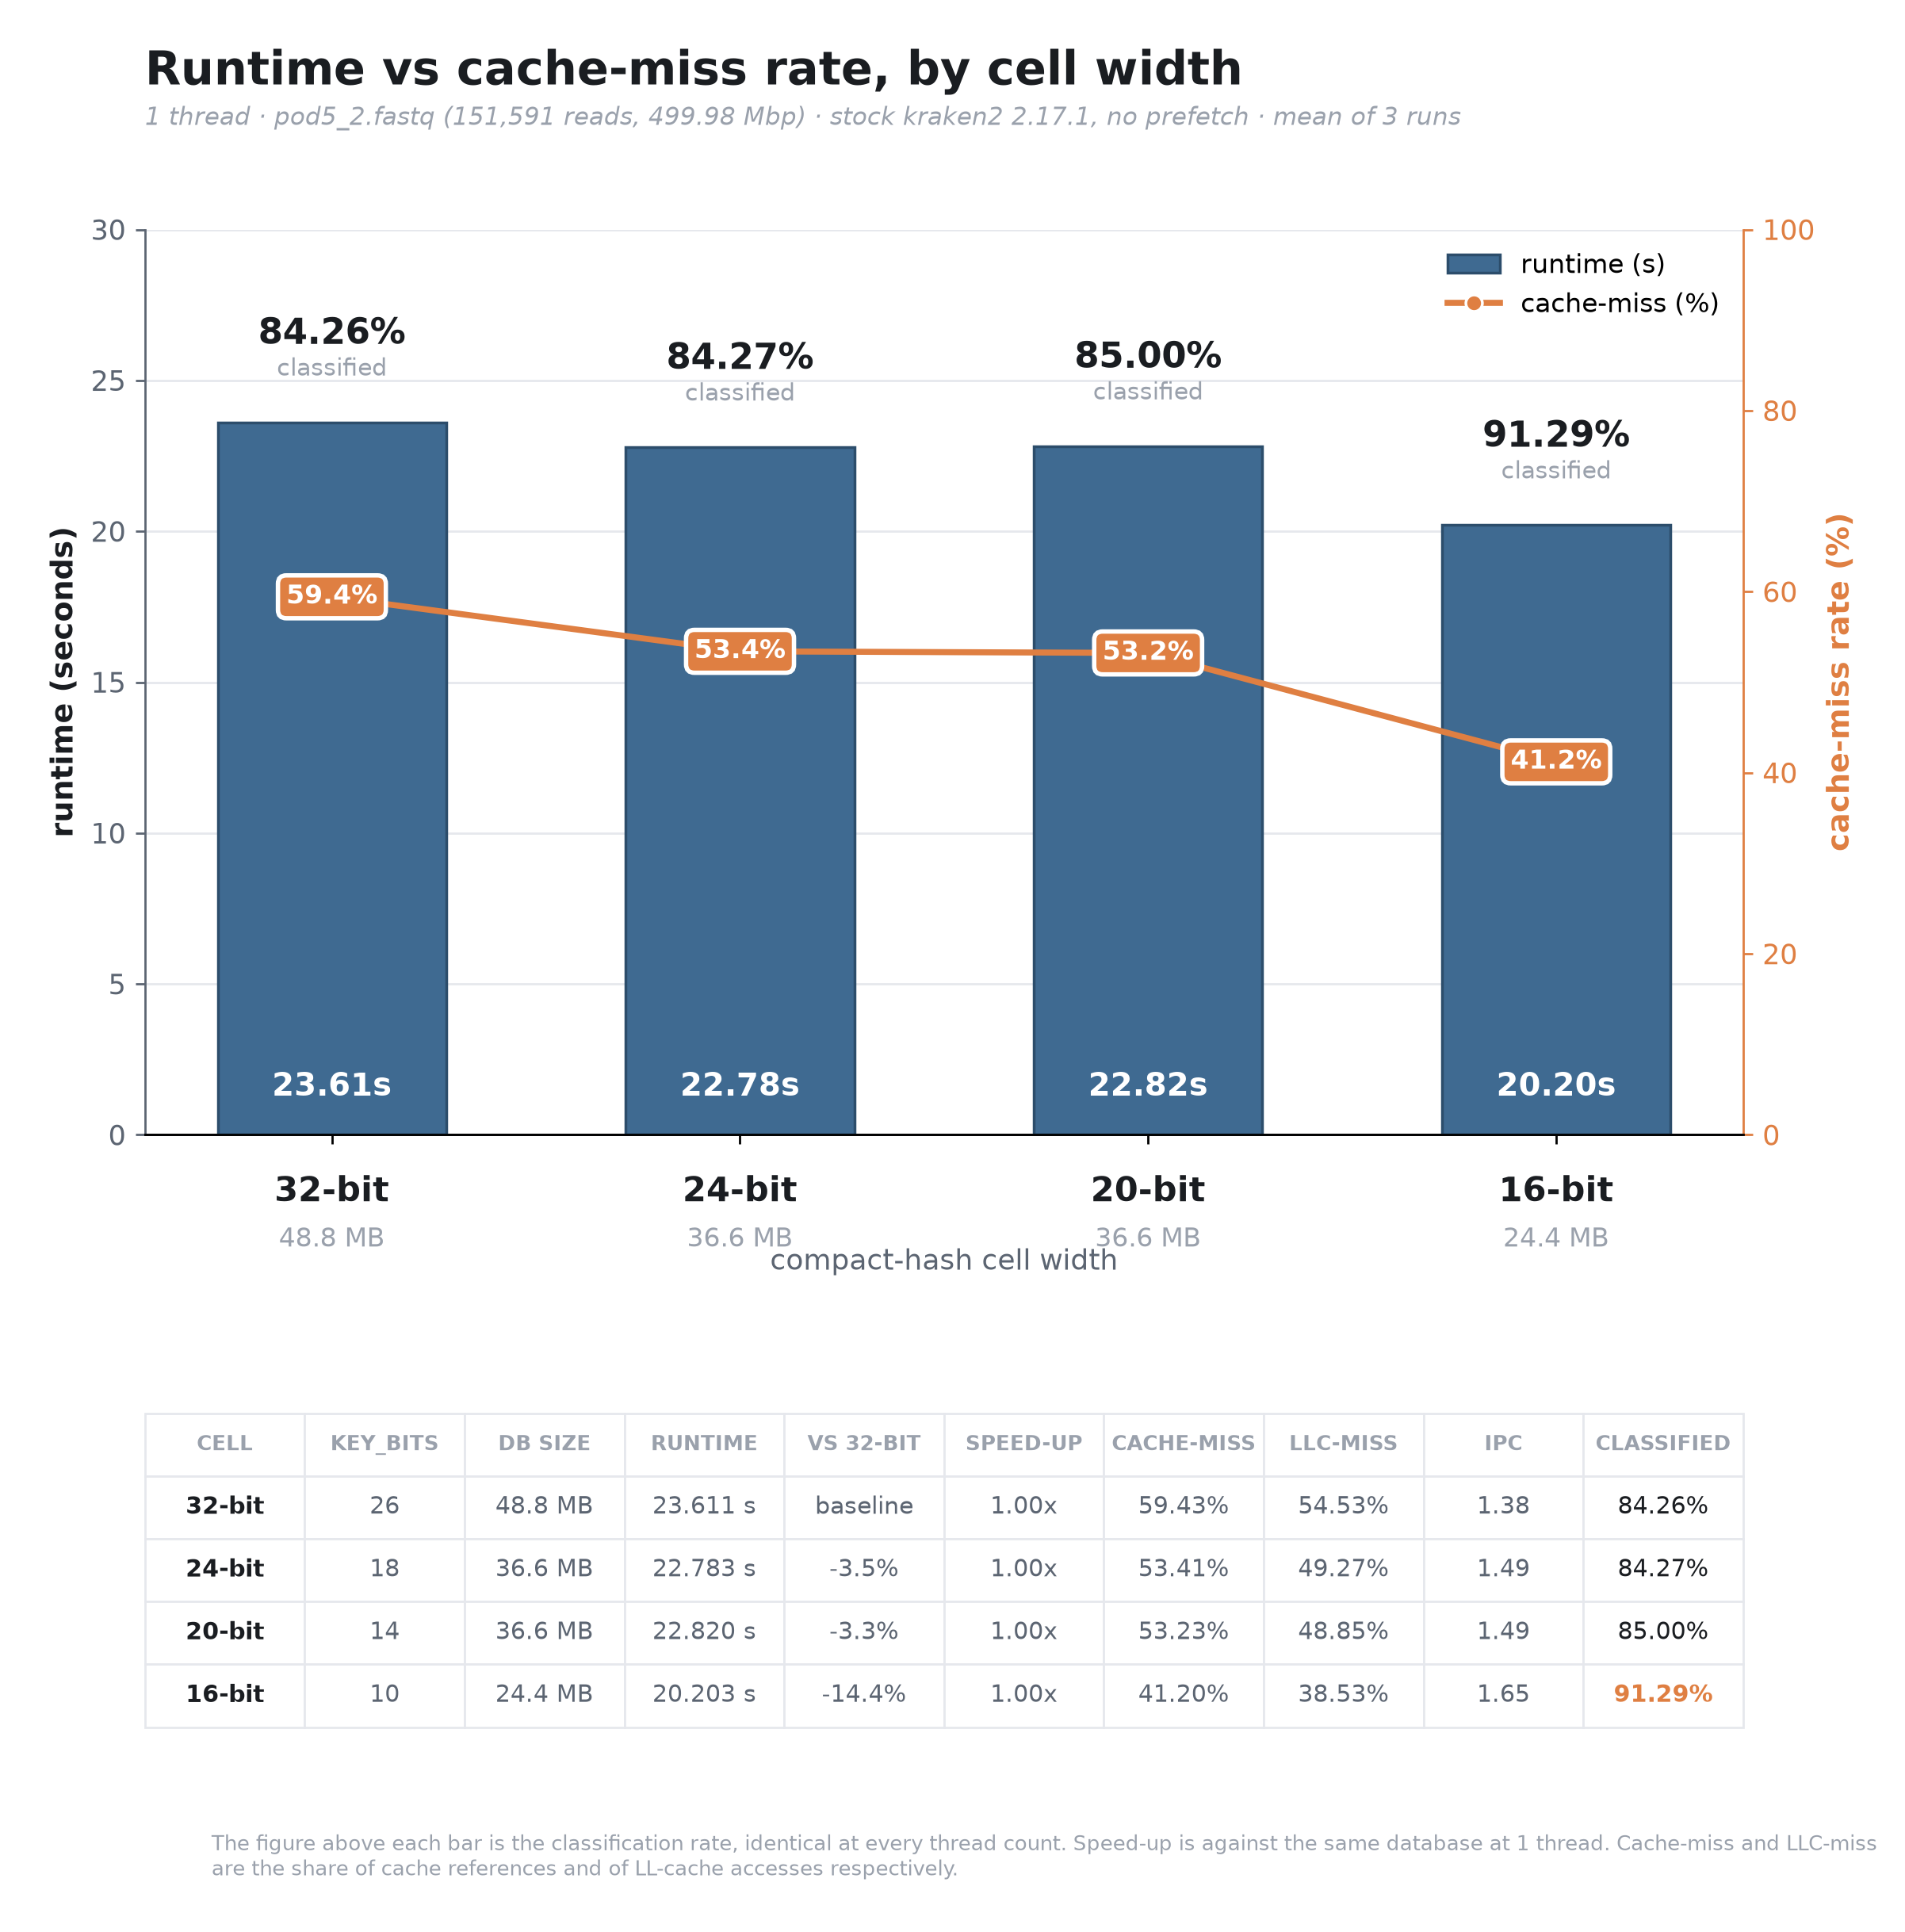 Runtime vs cache-miss rate, by cell width
1 thread · pod5_2.fastq (151,591 reads, 499.98 Mbp) · stock kraken2 2.17.1, no prefetch · mean of 3 runs
runtime (s)
cache-miss (%)
30
25
20
15
10
5
0
runtime (seconds)
100
80
60
40
20
0
cache-miss rate (%)
84.26%
classified
84.27%
classified
85.00%
classified
91.29%
classified
59.4%
53.4%
53.2%
41.2%
23.61s
22.78s
22.82s
20.20s
32-bit
24-bit
20-bit
16-bit
48.8 MB
36.6 MB
36.6 MB
24.4 MB
compact-hash cell width
CELL KEY_BITS DB SIZE RUNTIME VS 32-BIT SPEED-UP CACHE-MISS LLC-MISS IPC CLASSIFIED
32-bit 26 48.8 MB 23.611 s baseline 1.00x 59.43% 54.53% 1.38 84.26%
24-bit 18 36.6 MB 22.783 s -3.5% 1.00x 53.41% 49.27% 1.49 84.27%
20-bit 14 36.6 MB 22.820 s -3.3% 1.00x 53.23% 48.85% 1.49 85.00%
16-bit 10 24.4 MB 20.203 s -14.4% 1.00x 41.20% 38.53% 1.65 91.29%
The figure above each bar is the classification rate, identical at every thread count. Speed-up is against the same database at 1 thread. Cache-miss and LLC-miss
are the share of cache references and of LL-cache accesses respectively.